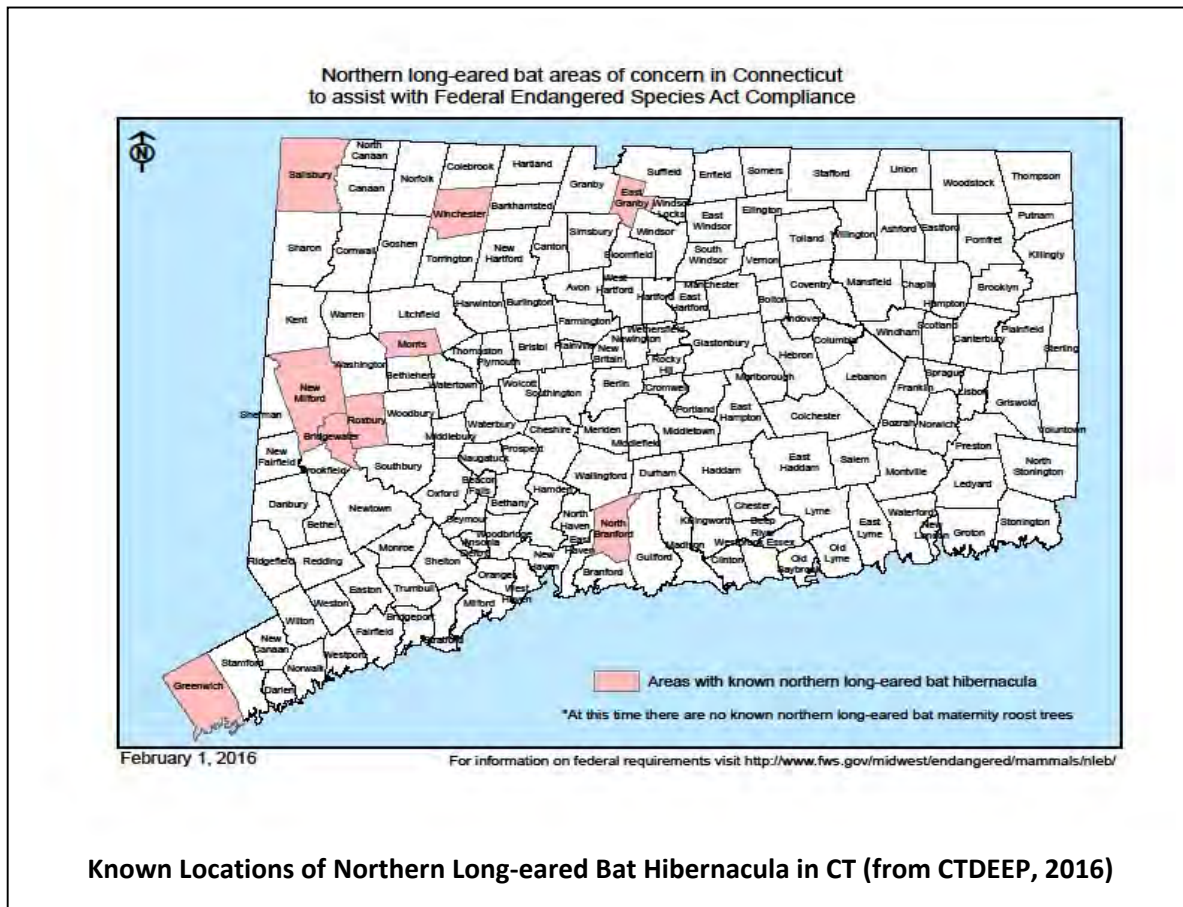 Northern long-eared bat areas of concern in Connecticut
to assist with Federal Endangered Species Act Compliance
N
Salisbury
North
Canaan
Canaan
Norfolk
Colebrook
Hartland
Granby
Suffield
Enfield
Somers
Stafford
Union
Woodstock
Thompson
Winchester
Barkhamsted
East
Granby
Windsor
Locks
East
Windsor
Ellington
Willington
Ashford
Eastford
Putnam
Pomfret
Killingly
Sharon
Cornwall
Goshen
Torrington
New
Hartford
Canton
Simsbury
Windsor
Bloomfield
South
Windsor
Vernon
Tolland
Kent
Warren
Litchfield
Harwinton
Burlington
Avon
West
Hartford
Hartford
East
Hartford
Manchester
Bolton
Coventry
Mansfield
Chaplin
Hampton
Brooklyn
Farmington
Wethersfield
Newington
Andover
Columbia
Windham
Scotland
Canterbury
Plainfield
Sterling
Washington
Morris
Bethlehem
Watertown
Thomaston
Plymouth
Bristol
Plainville
New
Britain
Rocky
Hill
Glastonbury
Hebron
Lebanon
Franklin
Sprague
Lisbon
Griswold
Voluntown
New
Milford
Roxbury
Woodbury
Middlebury
Waterbury
Wolcott
Southington
Berlin
Cromwell
Marlborough
Portland
East
Hampton
Colchester
Bozrah
Norwich
Preston
Sherman
Bridgewater
New
Fairfield
Brookfield
Southbury
Naugatuck
Prospect
Cheshire
Meriden
Middlefield
Middletown
Danbury
Bethel
Newtown
Oxford
Beacon
Falls
Bethany
Hamden
Wallingford
Durham
Haddam
East
Haddam
Salem
Montville
Ledyard
North
Stonington
Ridgefield
Redding
Monroe
Seymour
Ansonia
Derby
Woodbridge
North
Haven
East
Haven
North
Branford
Guilford
Madison
Killingworth
Chester
Deep
River
Essex
Westbrook
Clinton
Old
Saybrook
Lyme
Old
Lyme
East
Lyme
Waterford
New
London
Groton
Stonington
Shelton
Orange
New
Haven
West
Haven
Branford
Milford
Easton
Trumbull
Weston
Wilton
Fairfield
Bridgeport
Stratford
New
Canaan
Stamford
Norwalk
Westport
Darien
Greenwich
Areas with known northern long-eared bat hibernacula
*At this time there are no known northern long-eared bat maternity roost trees
February 1, 2016
For information on federal requirements visit http://www.fws.gov/midwest/endangered/mammals/nleb/
Known Locations of Northern Long-eared Bat Hibernacula in CT (from CTDEEP, 2016)